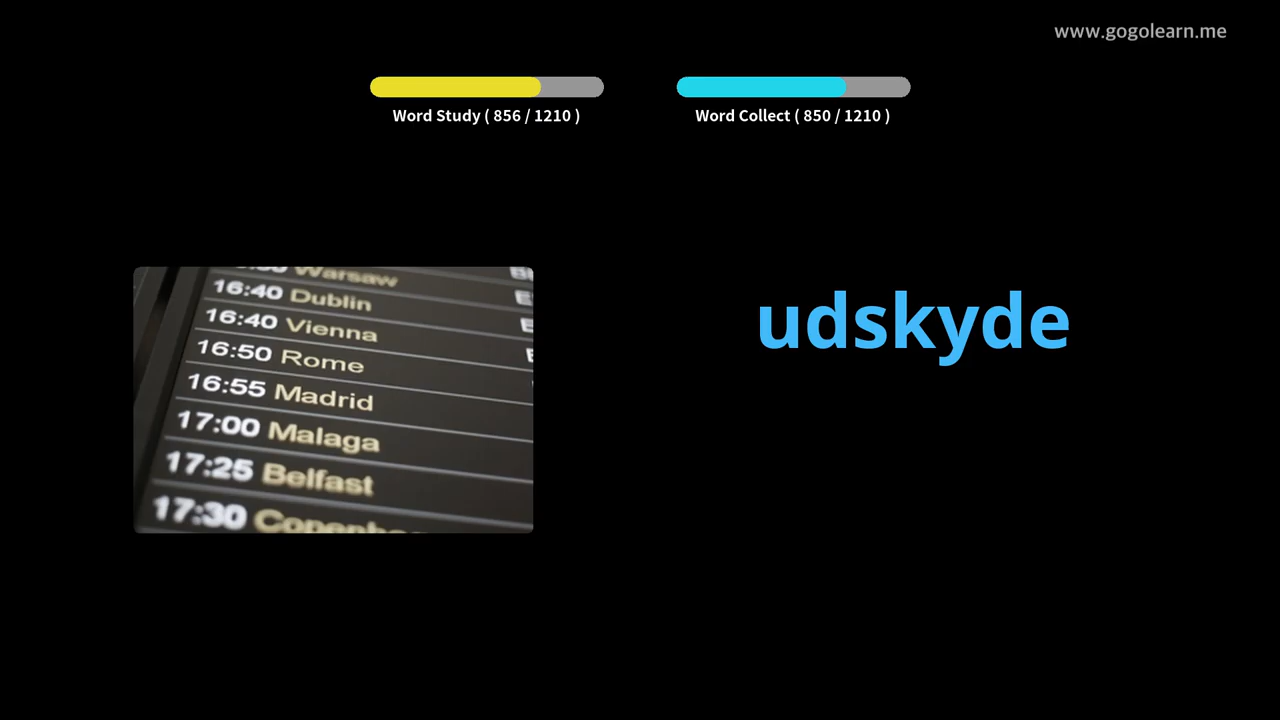 www.gogolearn.me
Word Study ( 856 / 1210 )
Word Collect ( 850 / 1210 )
Warsaw
16:40 Dublin
16:40 Vienna
16:50 Rome
16:55 Madrid
17:00 Malaga
17:25 Belfast
17:30
udskyde